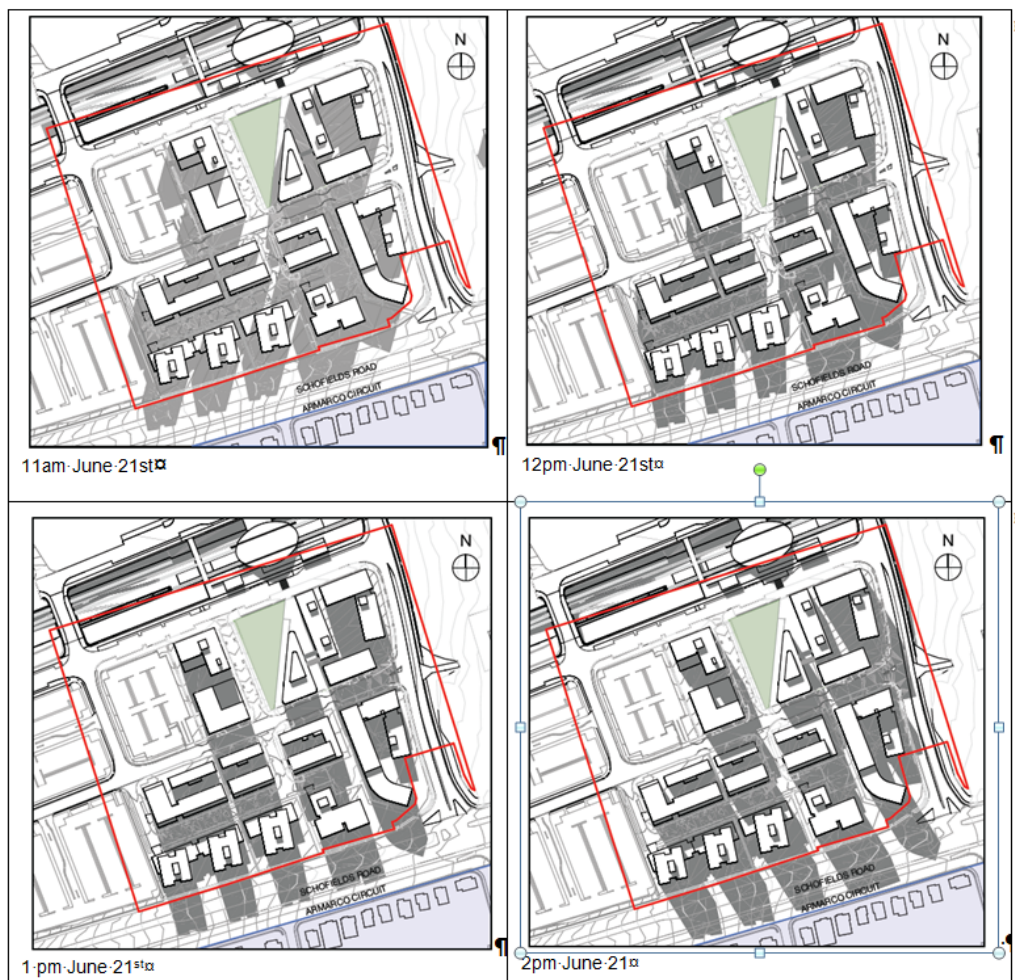 N
SCHOFIELDS ROAD
ARMARCO CIRCUIT
¶
11am·June·21st¤
N
SCHOFIELDS ROAD
ARMARCO CIRCUIT
¶
12pm·June·21st¤
N
SCHOFIELDS ROAD
ARMARCO CIRCUIT
¶
1·pm·June·21st¤
N
SCHOFIELDS ROAD
ARMARCO CIRCUIT
¶
2pm·June·21¤